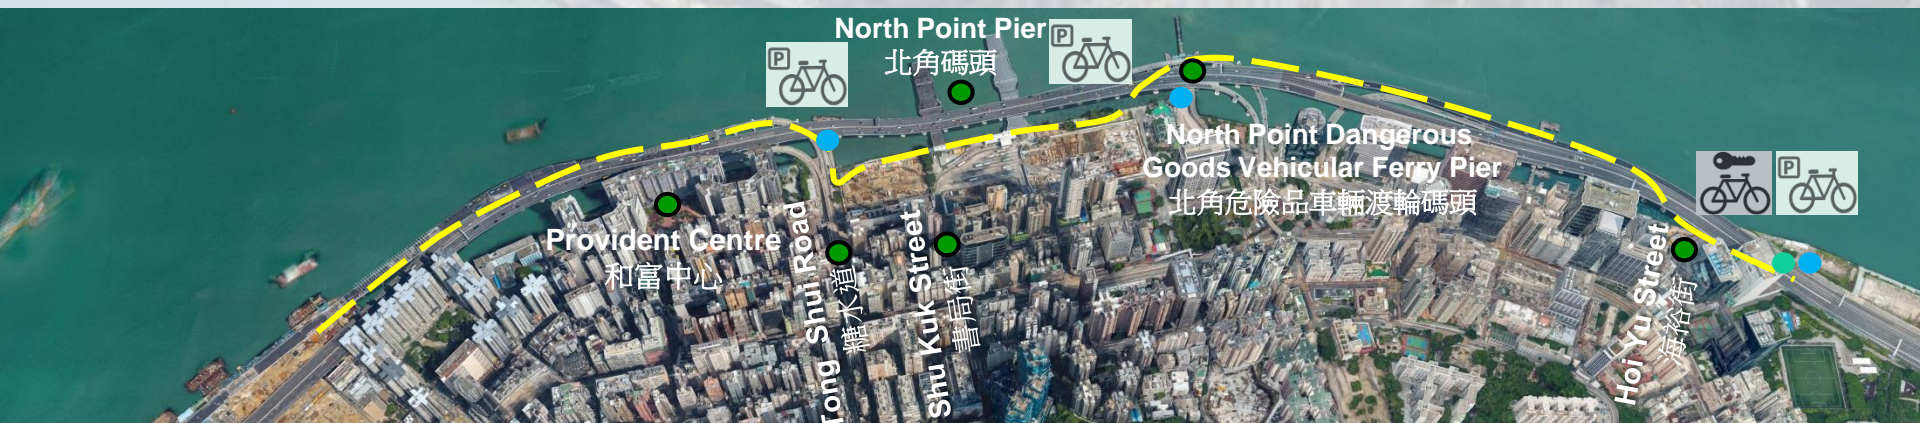 North Point Pier
北角碼頭
P
P
North Point Dangerous
Goods Vehicular Ferry Pier
北角危險品車輛渡輪碼頭
P
Provident Centre
和富中心
Tong Shui Road
糖水道
Shu Kuk Street
書局街
Hoi Yu Street
海裕街